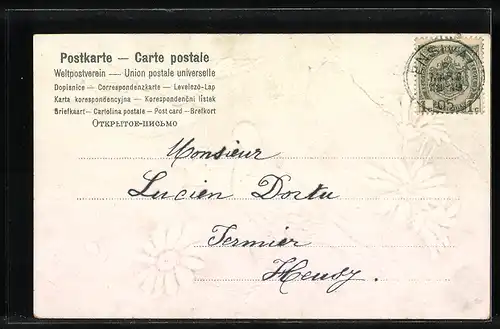 Postkarte — Carte postale
Weltpostverein — Union postale universelle
Dopisnice — Correspondenzkarte — Levelező-Lap
Karta korespondencyjna — Korespondenční lístek
Briefkaart — Cartolina postale — Post card — Brefkort
Открытое-письмо
Monsieur
Lucien Dortu
Fermier
Heusy.